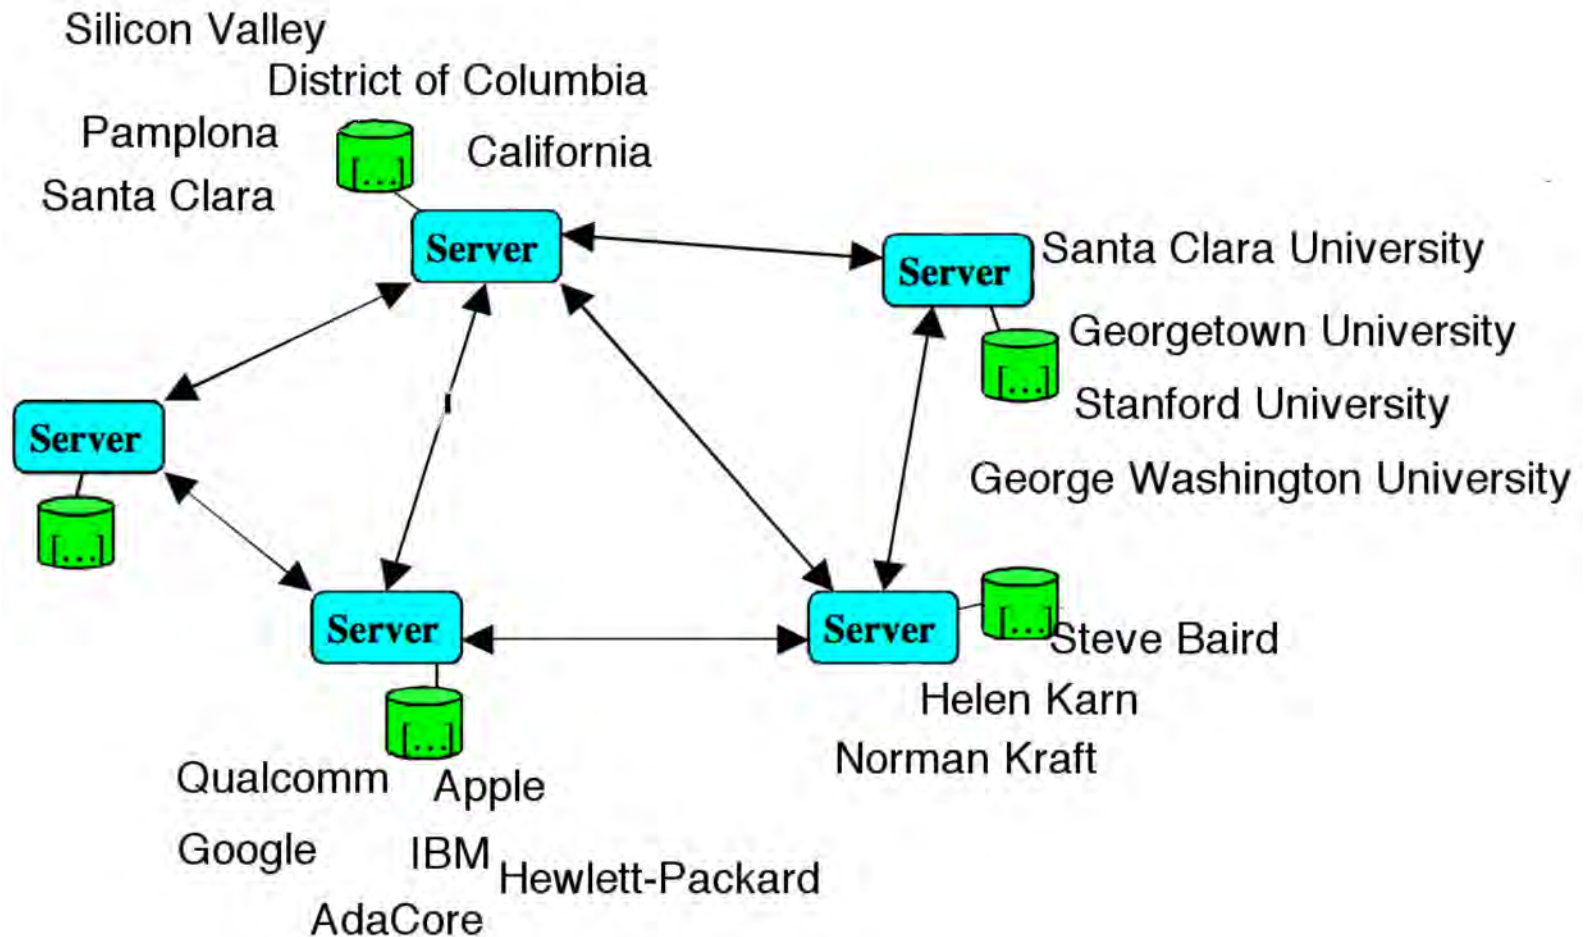 Silicon Valley
District of Columbia
Pamplona
[...]
California
Santa Clara
Server
Server
Santa Clara University
Georgetown University
[...]
Stanford University
Server
George Washington University
[...]
Server
Server
[...]
Steve Baird
Helen Karn
[...]
Norman Kraft
Qualcomm
Apple
Google
IBM
Hewlett-Packard
AdaCore